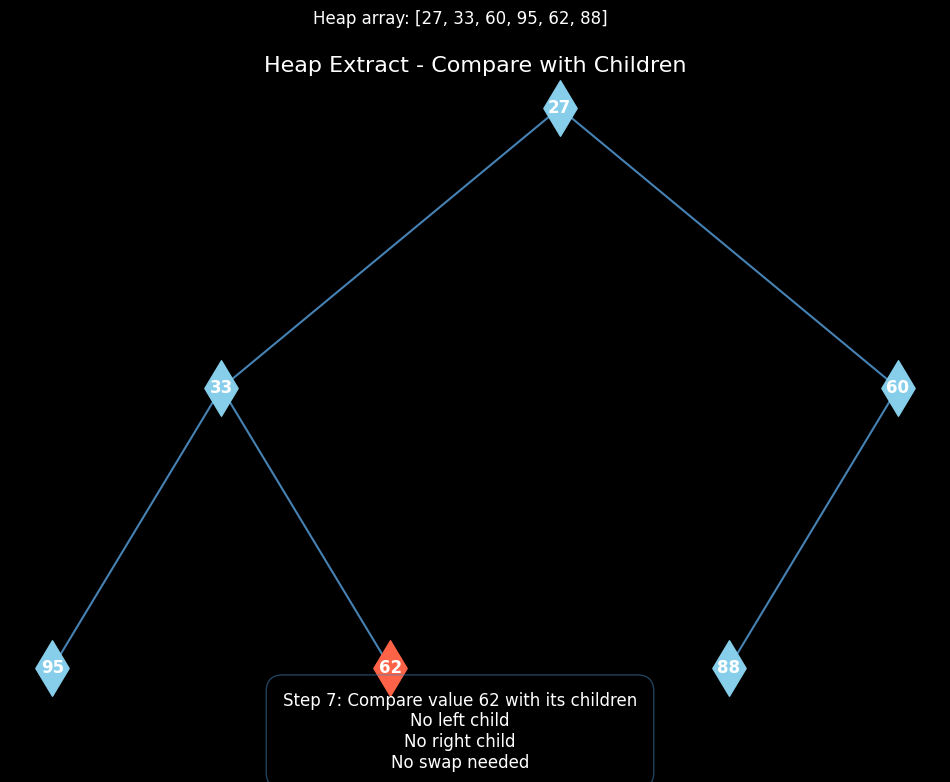 Heap array: [27, 33, 60, 95, 62, 88]
Heap Extract - Compare with Children
27
33
60
95
62
88
Step 7: Compare value 62 with its children
No left child
No right child
No swap needed